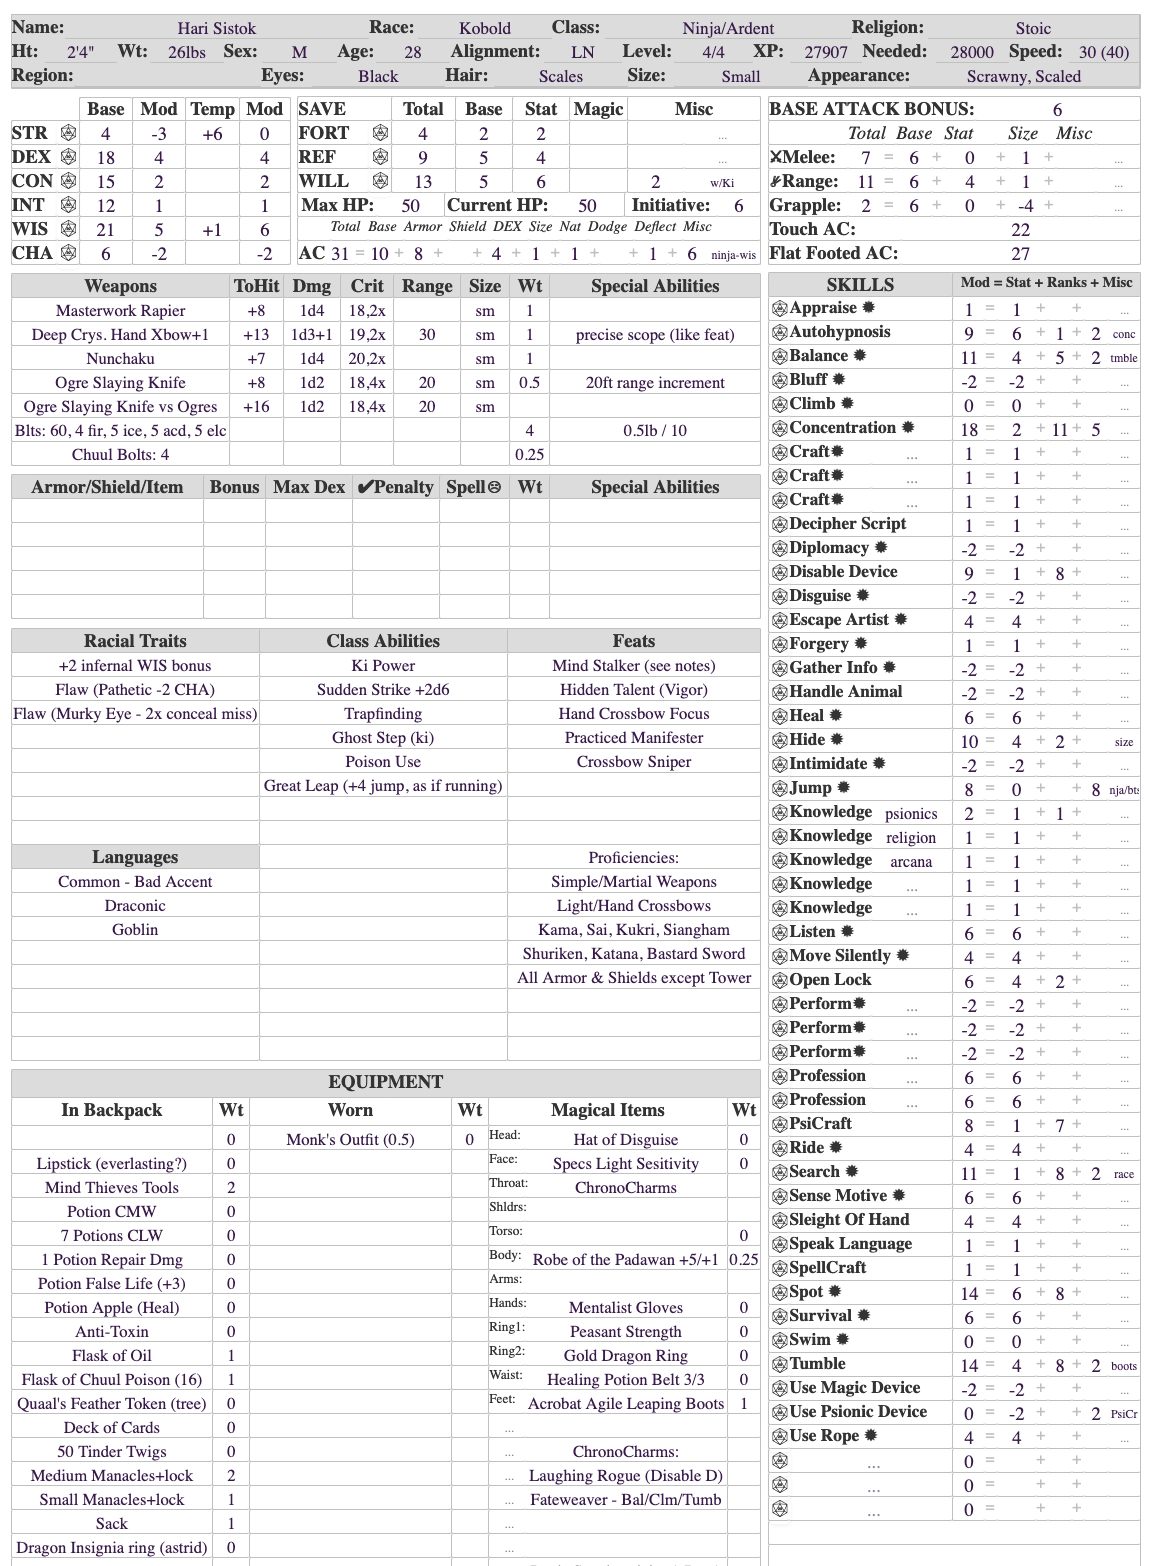 Name: Hari Sistok Race: Kobold Class: Ninja/Ardent Religion: Stoic
Ht: 2'4" Wt: 26lbs Sex: M Age: 28 Alignment: LN Level: 4/4 XP: 27907 Needed: 28000 Speed: 30 (40)
Region: Eyes: Black Hair: Scales Size: Small Appearance: Scrawny, Scaled
Base Mod Temp Mod
STR 4 -3 +6 0
DEX 18 4 4
CON 15 2 2
INT 12 1 1
WIS 21 5 +1 6
CHA 6 -2 -2
SAVE Total Base Stat Magic Misc
FORT 4 2 2 ...
REF 9 5 4 ...
WILL 13 5 6 2 w/Ki
Max HP: 50 Current HP: 50 Initiative: 6
Total Base Armor Shield DEX Size Nat Dodge Deflect Misc
AC 31 = 10 + 8 + + 4 + 1 + 1 + + 1 + 6 ninja-wis
BASE ATTACK BONUS: 6
Total Base Stat Size Misc
Melee: 7 = 6 + 0 + 1 + ...
Range: 11 = 6 + 4 + 1 + ...
Grapple: 2 = 6 + 0 + -4 + ...
Touch AC: 22
Flat Footed AC: 27
Weapons ToHit Dmg Crit Range Size Wt Special Abilities
Masterwork Rapier +8 1d4 18,2x sm 1
Deep Crys. Hand Xbow+1 +13 1d3+1 19,2x 30 sm 1 precise scope (like feat)
Nunchaku +7 1d4 20,2x sm 1
Ogre Slaying Knife +8 1d2 18,4x 20 sm 0.5 20ft range increment
Ogre Slaying Knife vs Ogres +16 1d2 18,4x 20 sm
Blts: 60, 4 fir, 5 ice, 5 acd, 5 elc 4 0.5lb / 10
Chuul Bolts: 4 0.25
Armor/Shield/Item Bonus Max Dex ✔Penalty Spell☹ Wt Special Abilities
Racial Traits Class Abilities Feats
+2 infernal WIS bonus Ki Power Mind Stalker (see notes)
Flaw (Pathetic -2 CHA) Sudden Strike +2d6 Hidden Talent (Vigor)
Flaw (Murky Eye - 2x conceal miss) Trapfinding Hand Crossbow Focus
Ghost Step (ki) Practiced Manifester
Poison Use Crossbow Sniper
Great Leap (+4 jump, as if running)
Languages Proficiencies:
Common - Bad Accent Simple/Martial Weapons
Draconic Light/Hand Crossbows
Goblin Kama, Sai, Kukri, Siangham
Shuriken, Katana, Bastard Sword
All Armor & Shields except Tower
EQUIPMENT
In Backpack Wt Worn Wt Magical Items Wt
0 Monk's Outfit (0.5) 0 Head: Hat of Disguise 0
Lipstick (everlasting?) 0 Face: Specs Light Sesitivity 0
Mind Thieves Tools 2 Throat: ChronoCharms
Potion CMW 0 Shldrs:
7 Potions CLW 0 Torso: 0
1 Potion Repair Dmg 0 Body: Robe of the Padawan +5/+1 0.25
Potion False Life (+3) 0 Arms:
Potion Apple (Heal) 0 Hands: Mentalist Gloves 0
Anti-Toxin 0 Ring1: Peasant Strength 0
Flask of Oil 1 Ring2: Gold Dragon Ring 0
Flask of Chuul Poison (16) 1 Waist: Healing Potion Belt 3/3 0
Quaal's Feather Token (tree) 0 Feet: Acrobat Agile Leaping Boots 1
Deck of Cards 0 ...
50 Tinder Twigs 0 ... ChronoCharms:
Medium Manacles+lock 2 ... Laughing Rogue (Disable D)
Small Manacles+lock 1 ... Fateweaver - Bal/Clm/Tumb
Sack 1 ...
Dragon Insignia ring (astrid) 0 ...
SKILLS Mod = Stat + Ranks + Misc
Appraise ✹ 1 = 1 + + ...
Autohypnosis 9 = 6 + 1 + 2 conc
Balance ✹ 11 = 4 + 5 + 2 tmble
Bluff ✹ -2 = -2 + + ...
Climb ✹ 0 = 0 + + ...
Concentration ✹ 18 = 2 + 11 + 5 ...
Craft✹ ... 1 = 1 + + ...
Craft✹ 1 = 1 + + ...
Craft✹ ... 1 = 1 + + ...
Decipher Script 1 = 1 + + ...
Diplomacy ✹ -2 = -2 + + ...
Disable Device 9 = 1 + 8 + ...
Disguise ✹ -2 = -2 + + ...
Escape Artist ✹ 4 = 4 + + ...
Forgery ✹ 1 = 1 + + ...
Gather Info ✹ -2 = -2 + + ...
Handle Animal -2 = -2 + + ...
Heal ✹ 6 = 6 + + ...
Hide ✹ 10 = 4 + 2 + size
Intimidate ✹ -2 = -2 + + ...
Jump ✹ 8 = 0 + + 8 nja/bts
Knowledge psionics 2 = 1 + 1 + ...
Knowledge religion 1 = 1 + + ...
Knowledge arcana 1 = 1 + + ...
Knowledge ... 1 = 1 + + ...
Knowledge ... 1 = 1 + + ...
Listen ✹ 6 = 6 + + ...
Move Silently ✹ 4 = 4 + + ...
Open Lock 6 = 4 + 2 + ...
Perform✹ ... -2 = -2 + + ...
Perform✹ ... -2 = -2 + + ...
Perform✹ ... -2 = -2 + + ...
Profession ... 6 = 6 + + ...
Profession ... 6 = 6 + + ...
PsiCraft 8 = 1 + 7 + ...
Ride ✹ 4 = 4 + + ...
Search ✹ 11 = 1 + 8 + 2 race
Sense Motive ✹ 6 = 6 + + ...
Sleight Of Hand 4 = 4 + + ...
Speak Language 1 = 1 + + ...
SpellCraft 1 = 1 + + ...
Spot ✹ 14 = 6 + 8 + ...
Survival ✹ 6 = 6 + + ...
Swim ✹ 0 = 0 + + ...
Tumble 14 = 4 + 8 + 2 boots
Use Magic Device -2 = -2 + + ...
Use Psionic Device 0 = -2 + + 2 PsiCr
Use Rope ✹ 4 = 4 + + ...
... 0 = + + ...
... 0 = + + ...
... 0 = + + ...